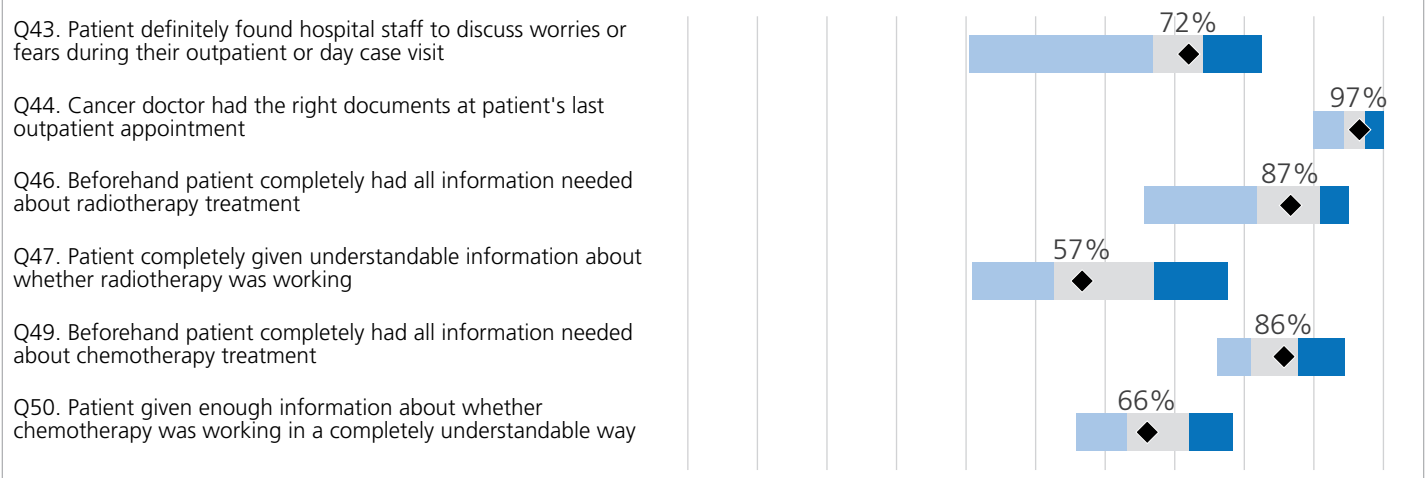 Q43. Patient definitely found hospital staff to discuss worries or
fears during their outpatient or day case visit
72%
Q44. Cancer doctor had the right documents at patient's last
outpatient appointment
97%
Q46. Beforehand patient completely had all information needed
about radiotherapy treatment
87%
Q47. Patient completely given understandable information about
whether radiotherapy was working
57%
Q49. Beforehand patient completely had all information needed
about chemotherapy treatment
86%
Q50. Patient given enough information about whether
chemotherapy was working in a completely understandable way
66%